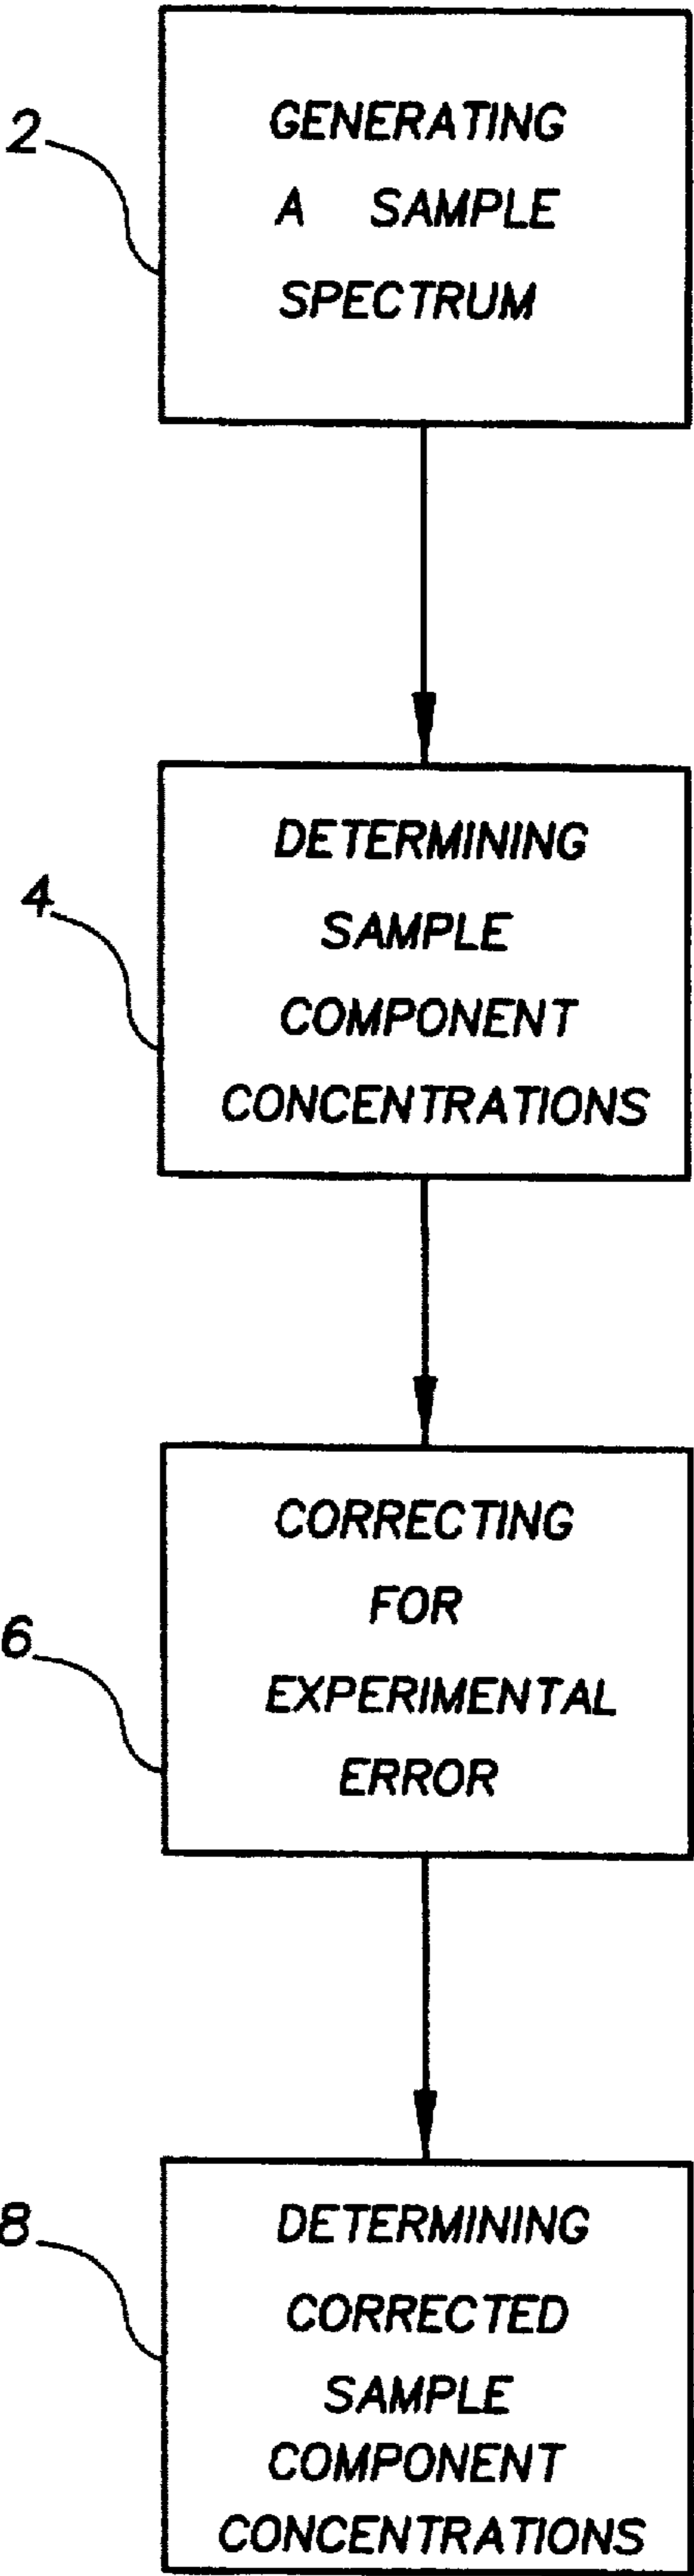 2
GENERATING
A SAMPLE
SPECTRUM
4
DETERMINING
SAMPLE
COMPONENT
CONCENTRATIONS
6
CORRECTING
FOR
EXPERIMENTAL
ERROR
8
DETERMINING
CORRECTED
SAMPLE
COMPONENT
CONCENTRATIONS